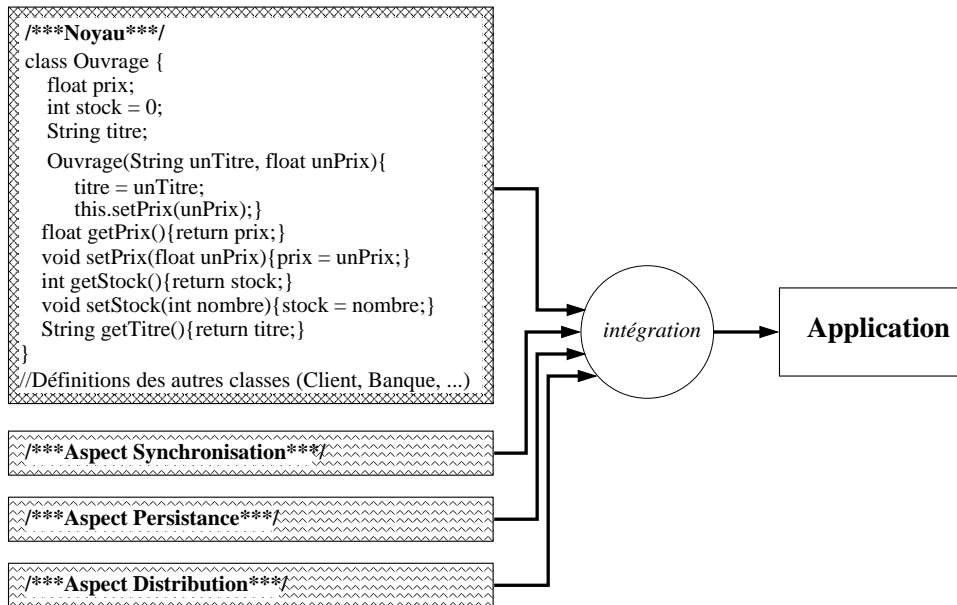 /***Noyau***/
class Ouvrage {
float prix;
int stock = 0;
String titre;
Ouvrage(String unTitre, float unPrix){
titre = unTitre;
this.setPrix(unPrix);}
float getPrix(){return prix;}
void setPrix(float unPrix){prix = unPrix;}
int getStock(){return stock;}
void setStock(int nombre){stock = nombre;}
String getTitre(){return titre;}
}
//Définitions des autres classes (Client, Banque, ...)
/***Aspect Synchronisation***/
/***Aspect Persistance***/
/***Aspect Distribution***/
intégration
Application